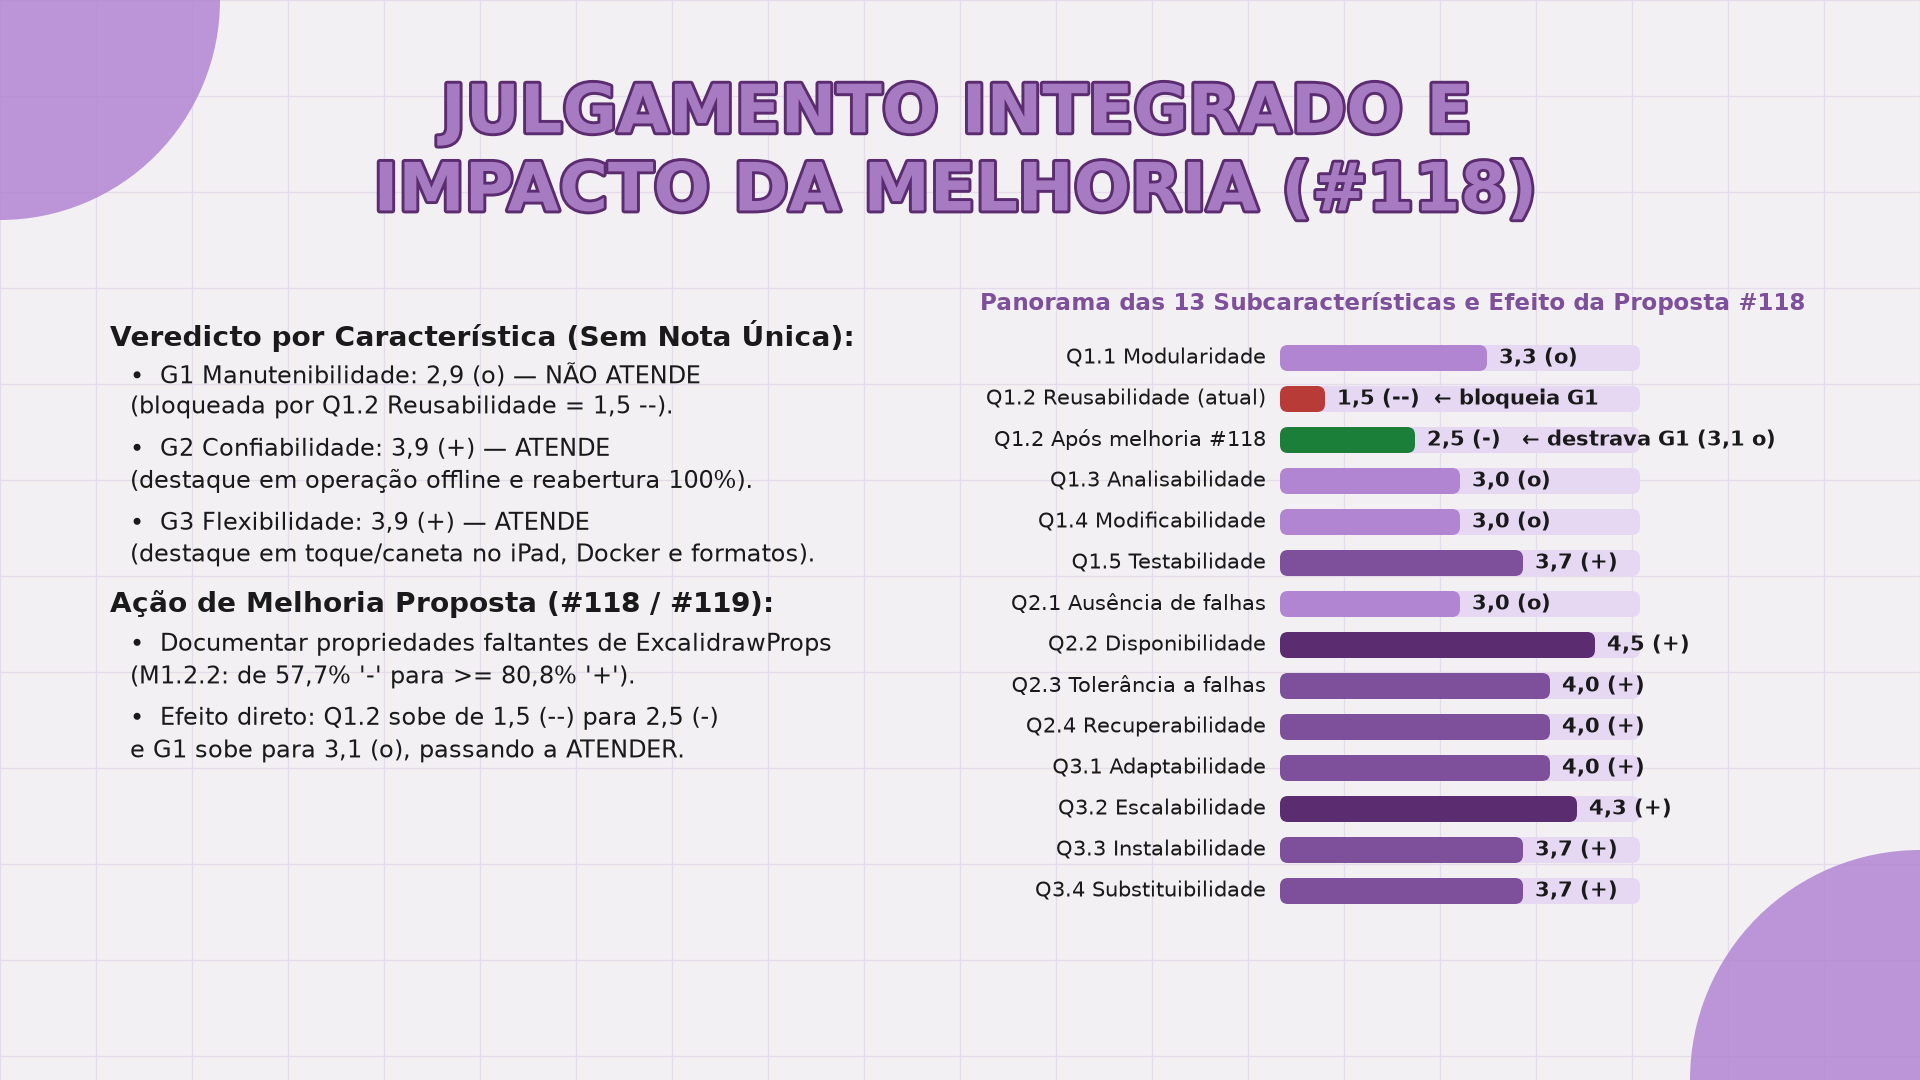 JULGAMENTO INTEGRADO E
IMPACTO DA MELHORIA (#118)
Veredicto por Característica (Sem Nota Única):
• G1 Manutenibilidade: 2,9 (o) — NÃO ATENDE
(bloqueada por Q1.2 Reusabilidade = 1,5 --).
• G2 Confiabilidade: 3,9 (+) — ATENDE
(destaque em operação offline e reabertura 100%).
• G3 Flexibilidade: 3,9 (+) — ATENDE
(destaque em toque/caneta no iPad, Docker e formatos).
Ação de Melhoria Proposta (#118 / #119):
• Documentar propriedades faltantes de ExcalidrawProps
(M1.2.2: de 57,7% '-' para >= 80,8% '+').
• Efeito direto: Q1.2 sobe de 1,5 (--) para 2,5 (-)
e G1 sobe para 3,1 (o), passando a ATENDER.
Panorama das 13 Subcaracterísticas e Efeito da Proposta #118
Q1.1 Modularidade 3,3 (o)
Q1.2 Reusabilidade (atual) 1,5 (--) ← bloqueia G1
Q1.2 Após melhoria #118 2,5 (-) ← destrava G1 (3,1 o)
Q1.3 Analisabilidade 3,0 (o)
Q1.4 Modificabilidade 3,0 (o)
Q1.5 Testabilidade 3,7 (+)
Q2.1 Ausência de falhas 3,0 (o)
Q2.2 Disponibilidade 4,5 (+)
Q2.3 Tolerância a falhas 4,0 (+)
Q2.4 Recuperabilidade 4,0 (+)
Q3.1 Adaptabilidade 4,0 (+)
Q3.2 Escalabilidade 4,3 (+)
Q3.3 Instalabilidade 3,7 (+)
Q3.4 Substituibilidade 3,7 (+)